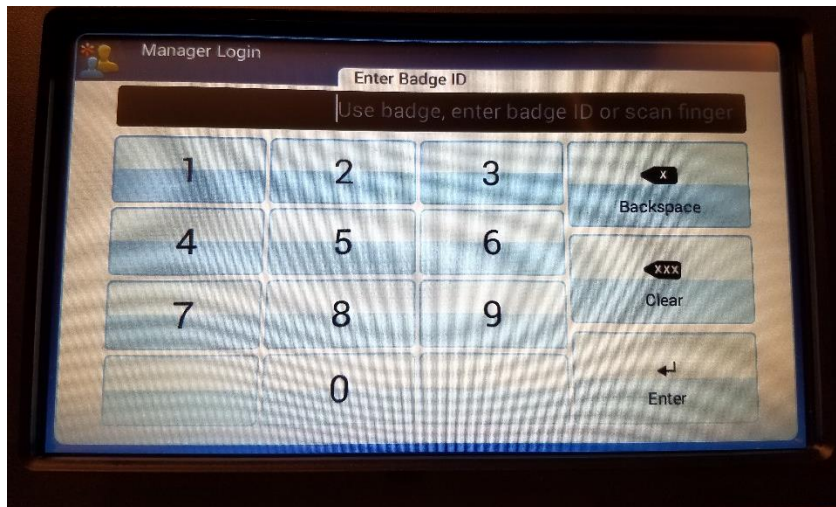 Manager Login
Enter Badge ID
Use badge, enter badge ID or scan finger
1 2 3
x
Backspace
4 5 6
xxx
Clear
7 8 9
0
Enter